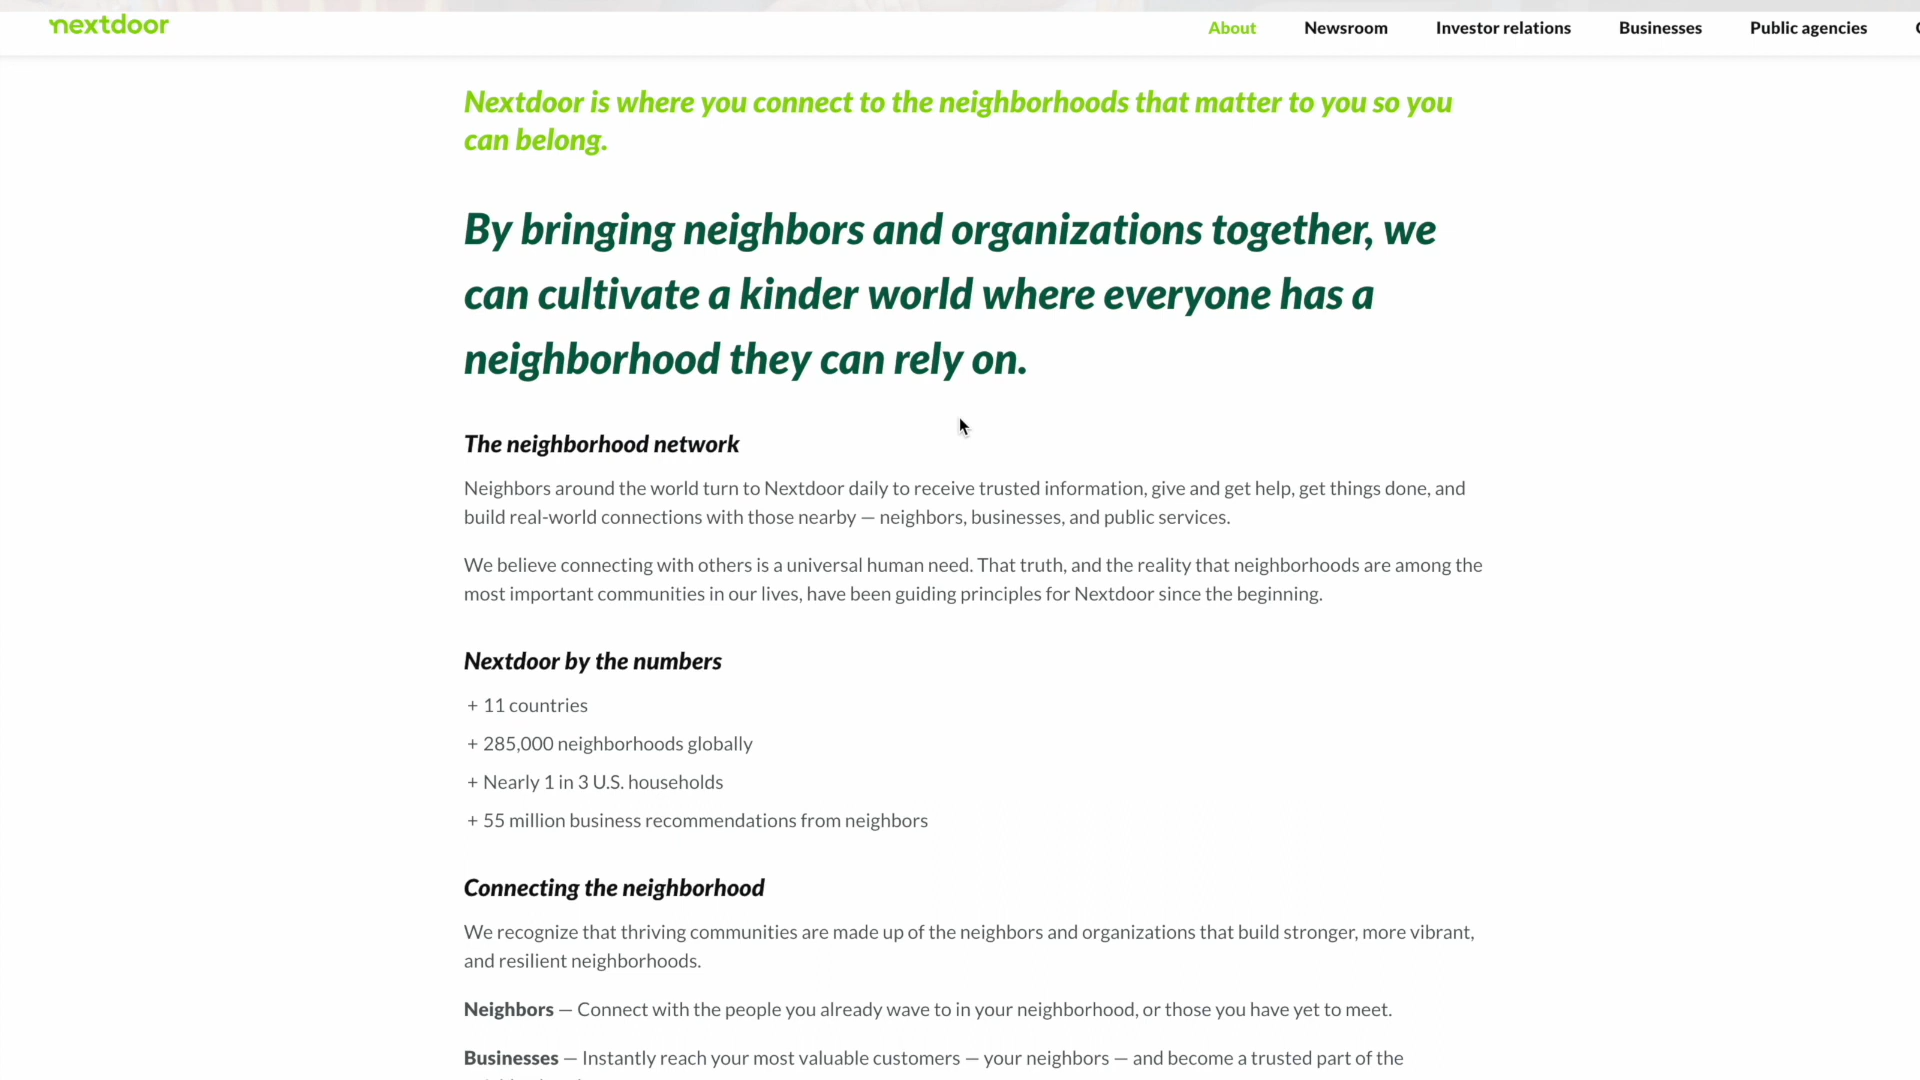 nextdoor
About
Newsroom
Investor relations
Businesses
Public agencies
Nextdoor is where you connect to the neighborhoods that matter to you so you
can belong.
By bringing neighbors and organizations together, we
can cultivate a kinder world where everyone has a
neighborhood they can rely on.
The neighborhood network
Neighbors around the world turn to Nextdoor daily to receive trusted information, give and get help, get things done, and
build real-world connections with those nearby — neighbors, businesses, and public services.
We believe connecting with others is a universal human need. That truth, and the reality that neighborhoods are among the
most important communities in our lives, have been guiding principles for Nextdoor since the beginning.
Nextdoor by the numbers
+ 11 countries
+ 285,000 neighborhoods globally
+ Nearly 1 in 3 U.S. households
+ 55 million business recommendations from neighbors
Connecting the neighborhood
We recognize that thriving communities are made up of the neighbors and organizations that build stronger, more vibrant,
and resilient neighborhoods.
Neighbors — Connect with the people you already wave to in your neighborhood, or those you have yet to meet.
Businesses — Instantly reach your most valuable customers — your neighbors — and become a trusted part of the